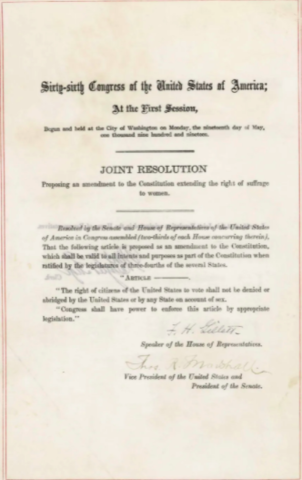 Sixty-sixth Congress of the United States of America;
At the First Session,
Begun and held at the City of Washington on Monday, the nineteenth day of May,
one thousand nine hundred and nineteen.
JOINT RESOLUTION
Proposing an amendment to the Constitution extending the right of suffrage
to women.
Resolved by the Senate and House of Representatives of the United States
of America in Congress assembled (two-thirds of each House concurring therein),
That the following article is proposed as an amendment to the Constitution,
which shall be valid to all intents and purposes as part of the Constitution when
ratified by the legislatures of three-fourths of the several States.
"ARTICLE ———.
"The right of citizens of the United States to vote shall not be denied or
abridged by the United States or by any State on account of sex.
"Congress shall have power to enforce this article by appropriate
legislation."
F. H. Gillett
Speaker of the House of Representatives.
Thos. R. Marshall
Vice President of the United States and
President of the Senate.